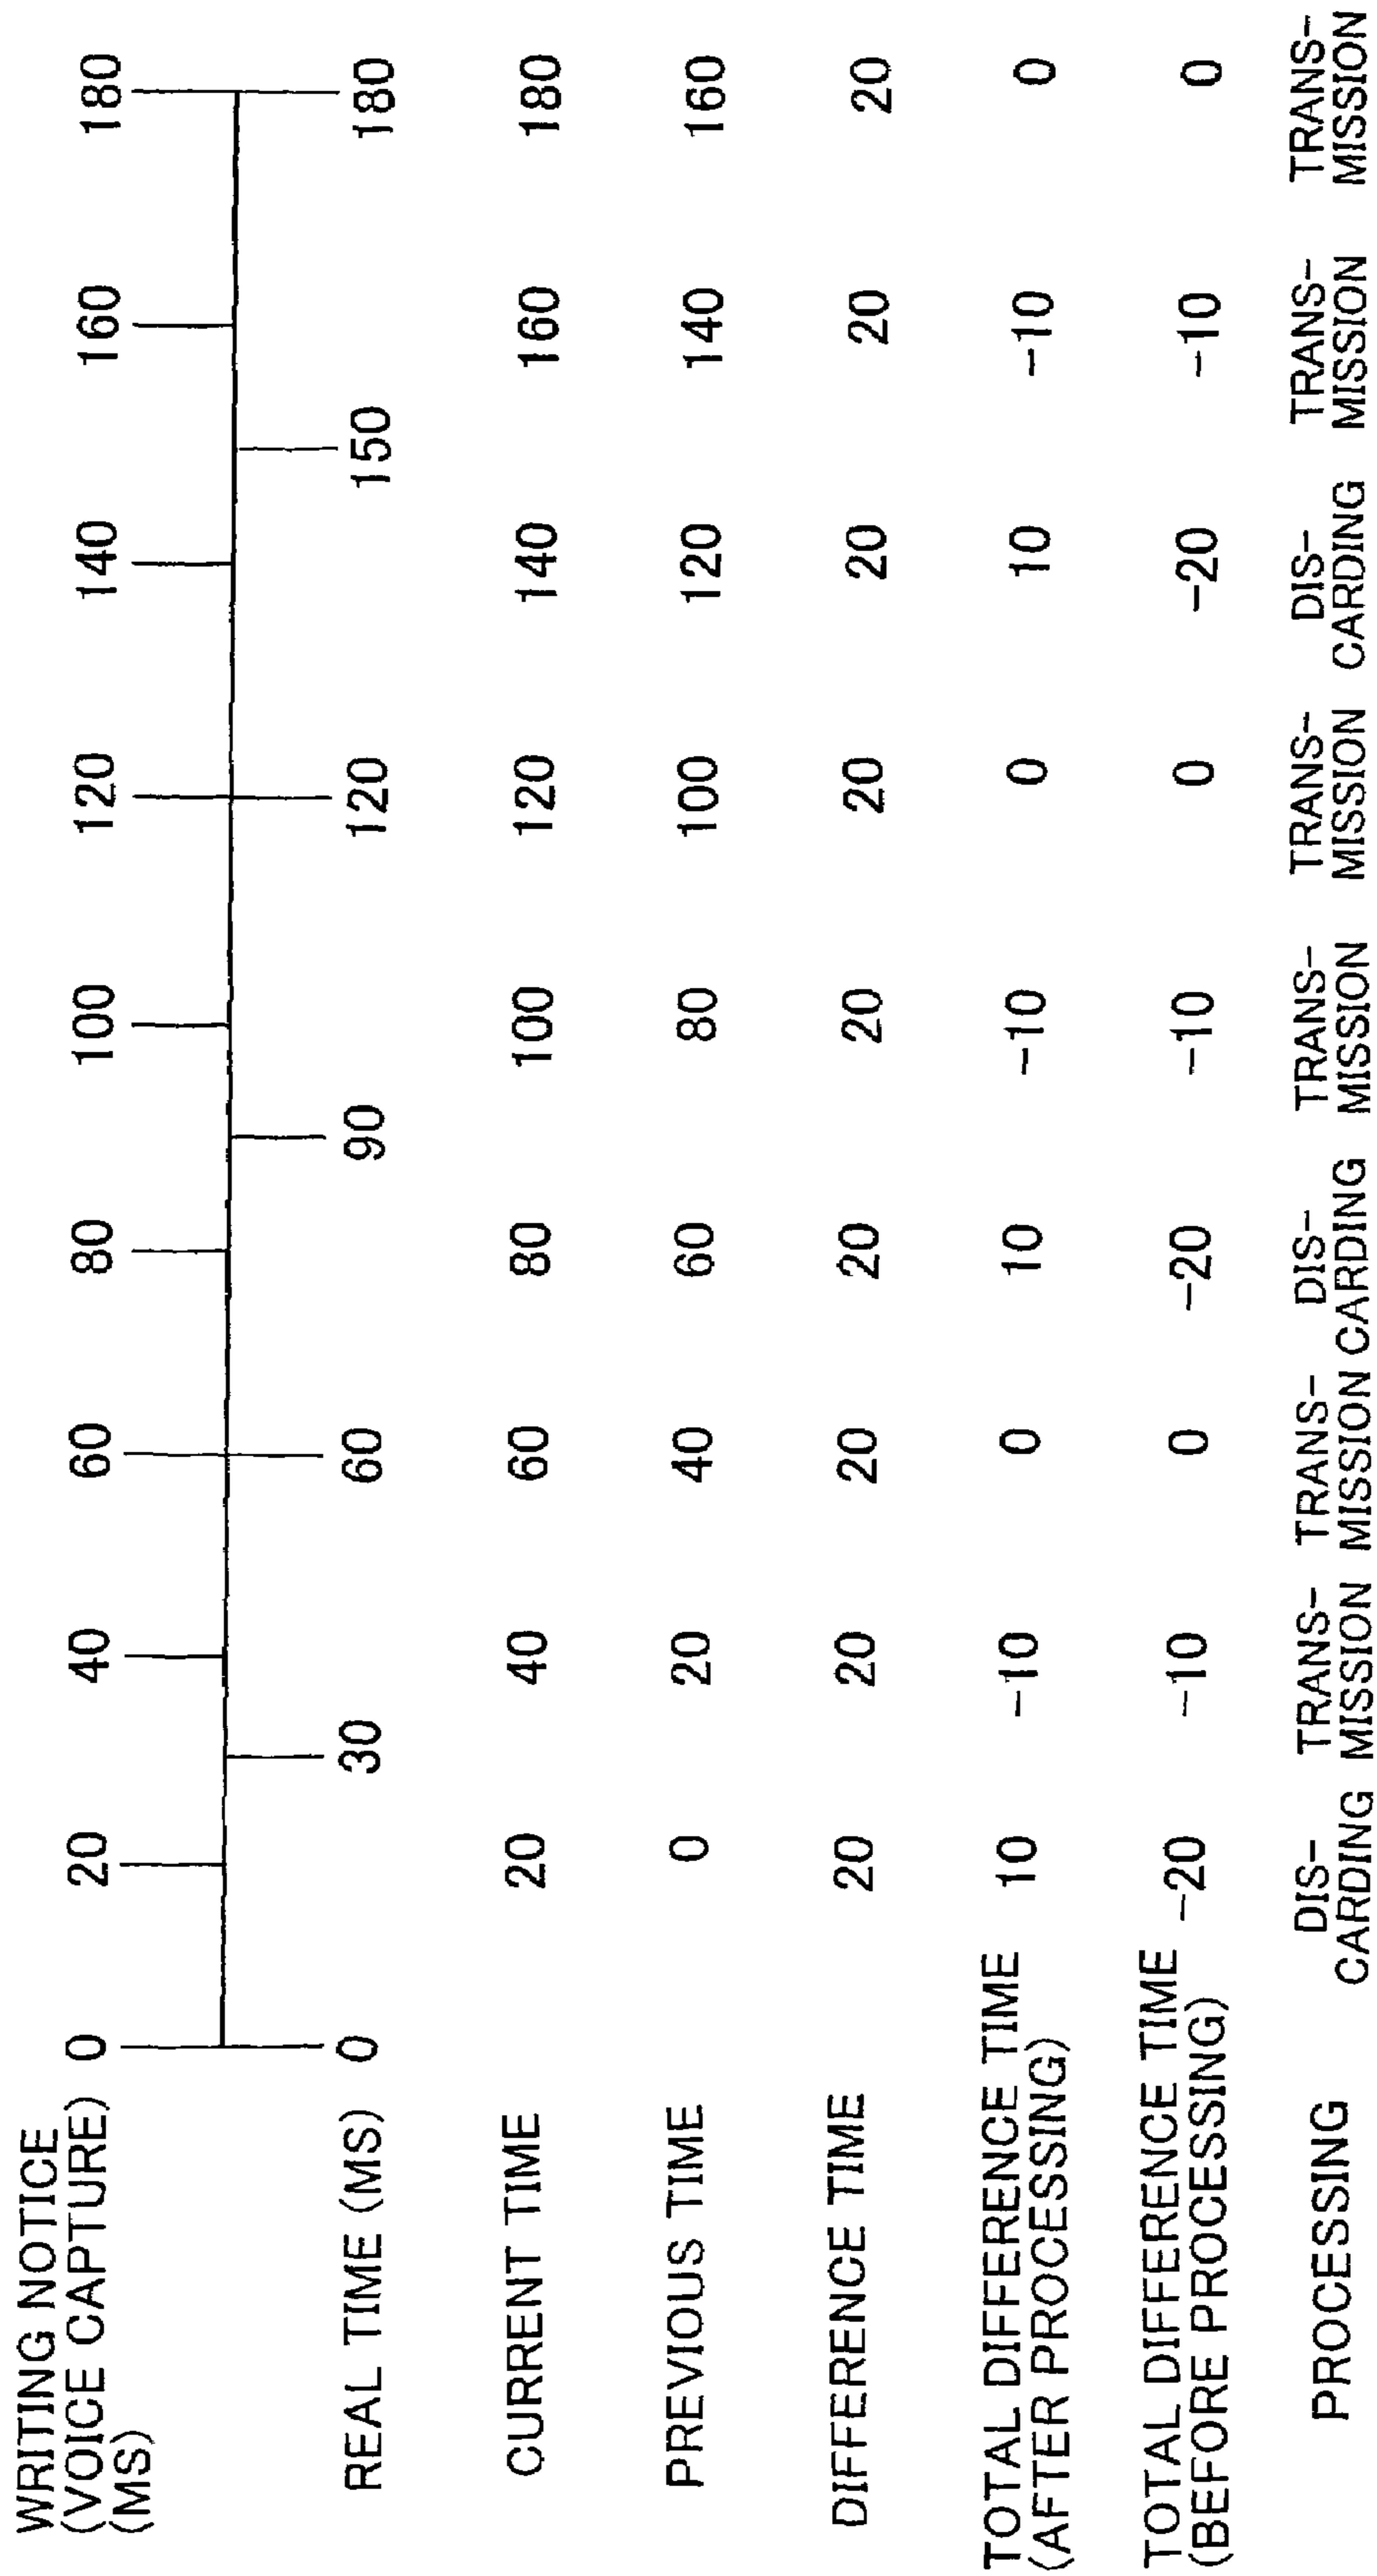 WRITING NOTICE
(VOICE CAPTURE)
(MS)
0 20 40 60 80 100 120 140 160 180
REAL TIME (MS) 0 30 60 90 120 150 180
CURRENT TIME 20 40 60 80 100 120 140 160 180
PREVIOUS TIME 0 20 40 60 80 100 120 140 160
DIFFERENCE TIME 20 20 20 20 20 20 20 20 20
TOTAL DIFFERENCE TIME
(AFTER PROCESSING)
10 -10 0 10 -10 0 10 -10 0
TOTAL DIFFERENCE TIME
(BEFORE PROCESSING)
-20 -10 0 -20 -10 0 -20 -10 0
PROCESSING
DIS- TRANS- TRANS- DIS- TRANS- TRANS- DIS- TRANS- TRANS-
CARDING MISSION MISSION CARDING MISSION MISSION CARDING MISSION MISSION